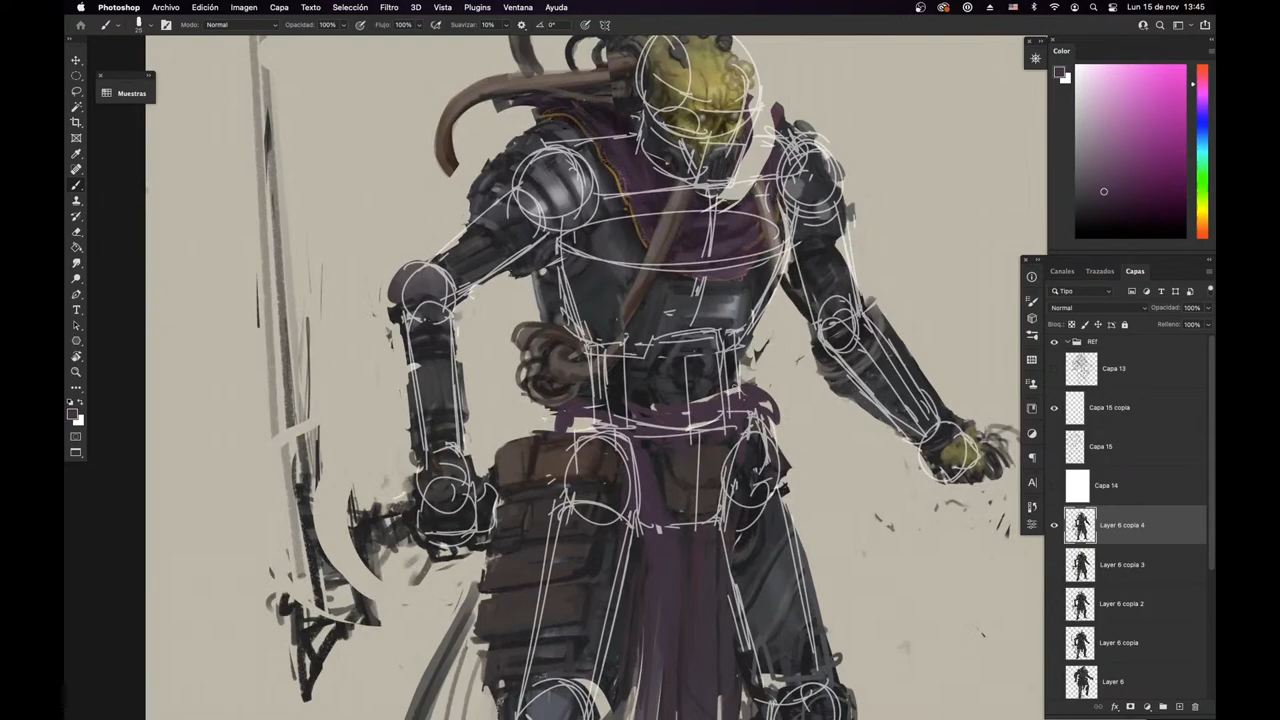 Photoshop Archivo Edición Imagen Capa Texto Selección Filtro 3D Vista Plugins Ventana Ayuda Lun 15 de nov 13:45
25 Modo: Normal Opacidad: 100% Flujo: 100% Suavizar: 10% 0°
Muestras
Color
Canales Trazados Capas
Tipo
Normal Opacidad: 100%
Bloq.: Relleno: 100%
REf
Capa 13
Capa 15 copia
Capa 15
Capa 14
Layer 6 copia 4
Layer 6 copia 3
Layer 6 copia 2
Layer 6 copia
Layer 6